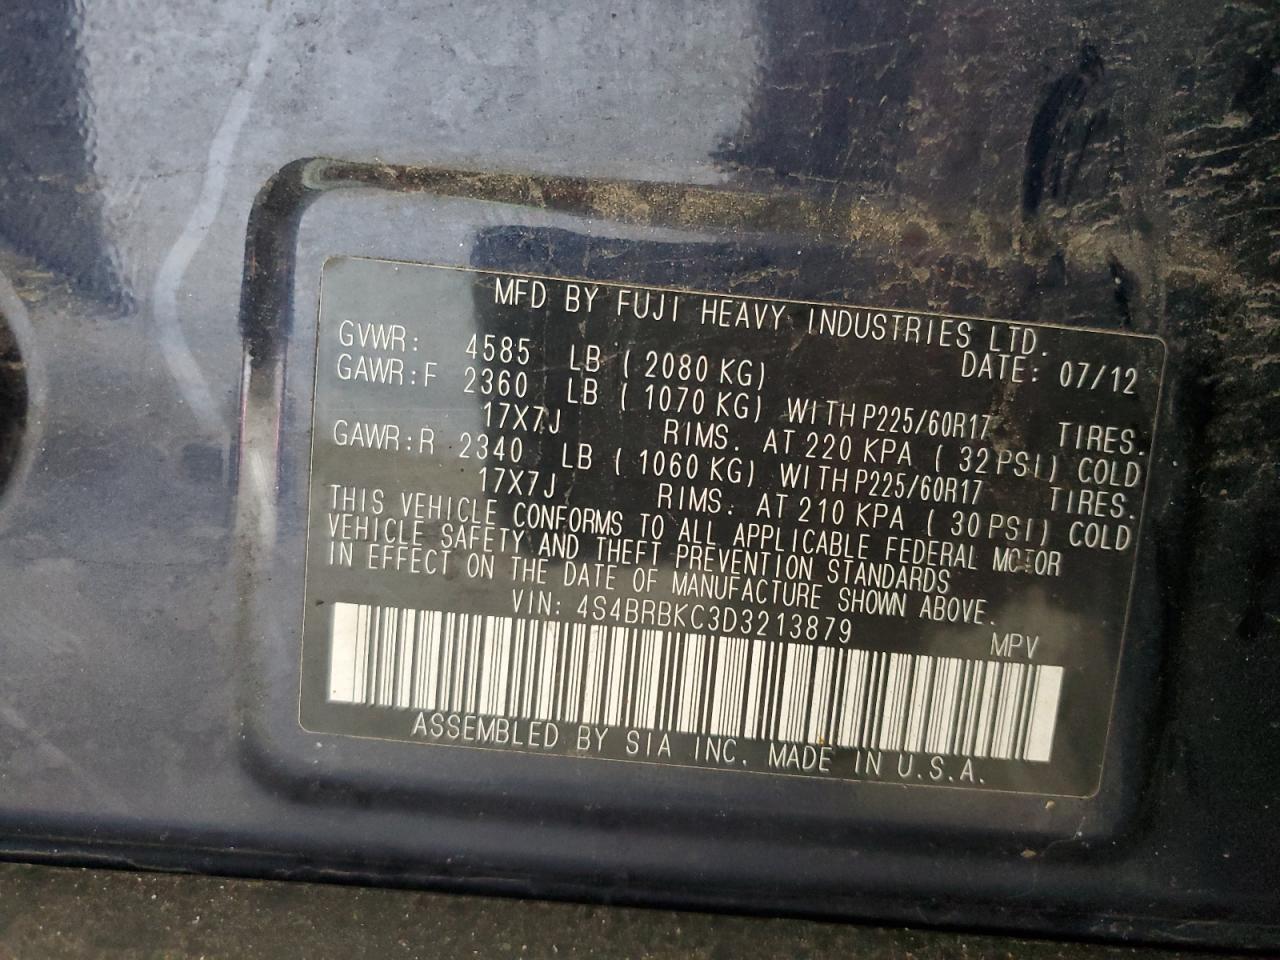 MFD BY FUJI HEAVY INDUSTRIES LTD.
GVWR: 4585 LB ( 2080 KG) DATE: 07/12
GAWR:F 2360 LB ( 1070 KG) WITH P225/60R17 TIRES.
17X7J RIMS. AT 220 KPA ( 32 PSI) COLD
GAWR:R 2340 LB ( 1060 KG) WITH P225/60R17 TIRES.
17X7J RIMS. AT 210 KPA ( 30 PSI) COLD
THIS VEHICLE CONFORMS TO ALL APPLICABLE FEDERAL MOTOR
VEHICLE SAFETY AND THEFT PREVENTION STANDARDS
IN EFFECT ON THE DATE OF MANUFACTURE SHOWN ABOVE.
VIN: 4S4BRBKC3D3213879 MPV
ASSEMBLED BY SIA INC. MADE IN U.S.A.